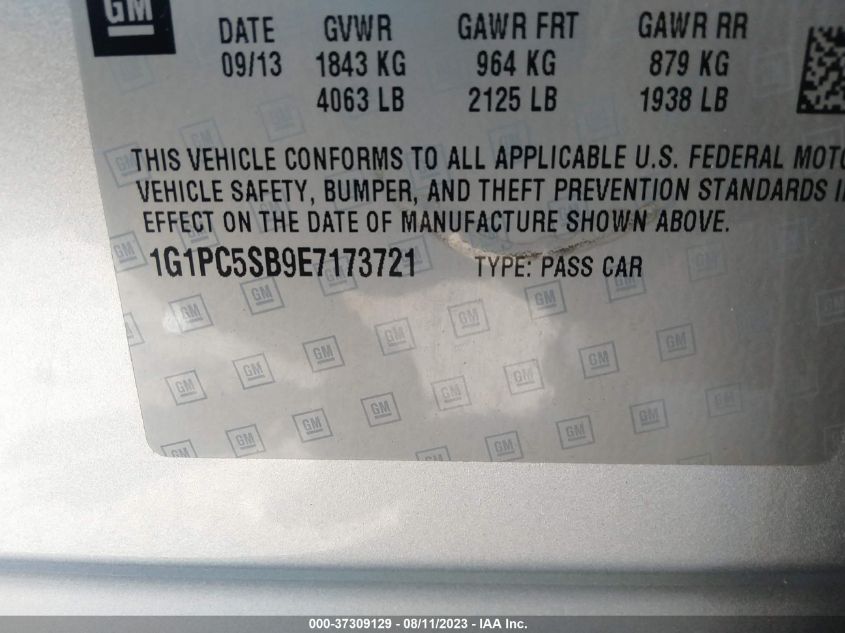 GM
DATE GVWR GAWR FRT GAWR RR
09/13 1843 KG 964 KG 879 KG
4063 LB 2125 LB 1938 LB
THIS VEHICLE CONFORMS TO ALL APPLICABLE U.S. FEDERAL
VEHICLE SAFETY, BUMPER, AND THEFT PREVENTION STANDARDS
EFFECT ON THE DATE OF MANUFACTURE SHOWN ABOVE.
1G1PC5SB9E7173721 TYPE: PASS CAR
000-37309129 - 08/11/2023 - IAA Inc.